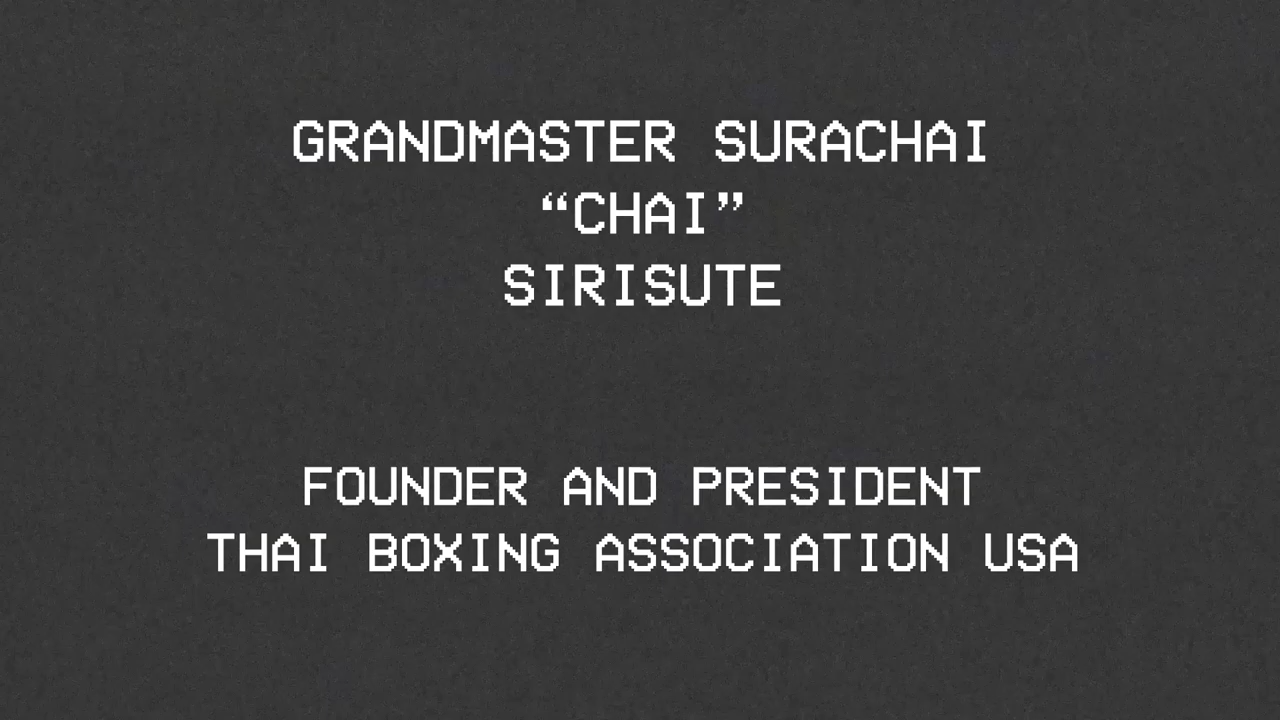 GRANDMASTER SURACHAI
“CHAI”
SIRISUTE
FOUNDER AND PRESIDENT
THAI BOXING ASSOCIATION USA